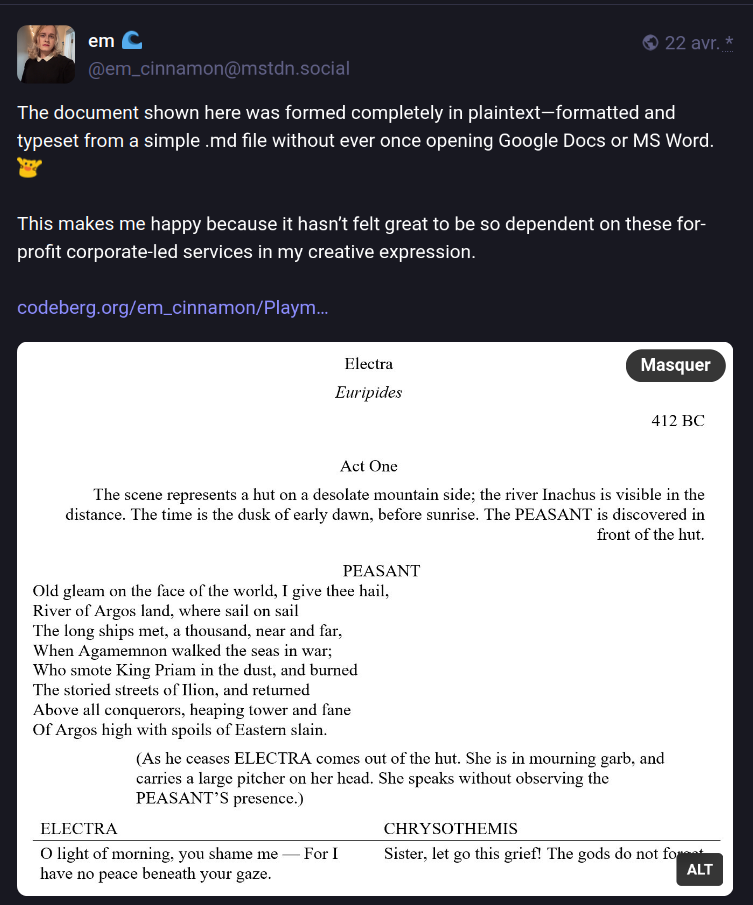 em 🌊
22 avr. *
@em_cinnamon@mstdn.social
The document shown here was formed completely in plaintext—formatted and
typeset from a simple .md file without ever once opening Google Docs or MS Word.
This makes me happy because it hasn’t felt great to be so dependent on these for-
profit corporate-led services in my creative expression.
codeberg.org/em_cinnamon/Playm…
Electra
Masquer
Euripides
412 BC
Act One
The scene represents a hut on a desolate mountain side; the river Inachus is visible in the
distance. The time is the dusk of early dawn, before sunrise. The PEASANT is discovered in
front of the hut.
PEASANT
Old gleam on the face of the world, I give thee hail,
River of Argos land, where sail on sail
The long ships met, a thousand, near and far,
When Agamemnon walked the seas in war;
Who smote King Priam in the dust, and burned
The storied streets of Ilion, and returned
Above all conquerors, heaping tower and fane
Of Argos high with spoils of Eastern slain.
(As he ceases ELECTRA comes out of the hut. She is in mourning garb, and
carries a large pitcher on her head. She speaks without observing the
PEASANT’S presence.)
ELECTRA
CHRYSOTHEMIS
O light of morning, you shame me — For I
have no peace beneath your gaze.
Sister, let go this grief! The gods do not forget
ALT